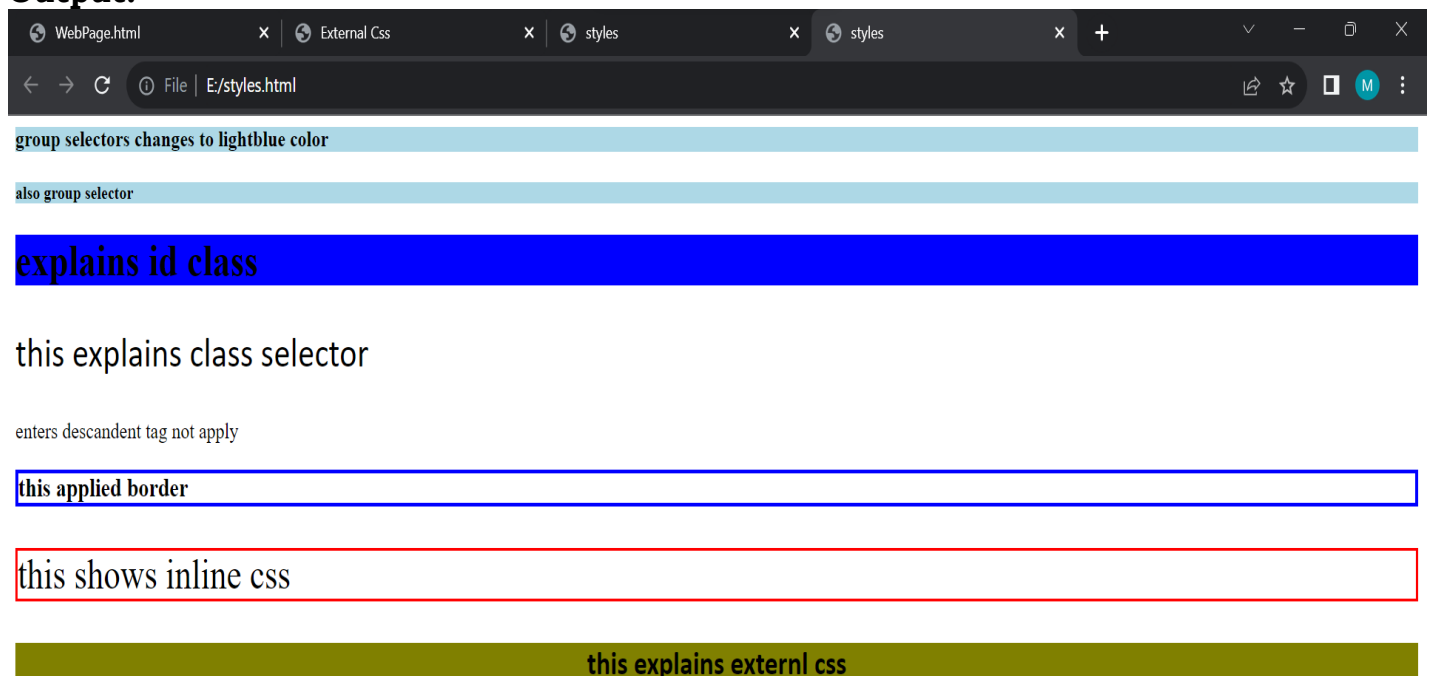 Output:
WebPage.html External Css styles styles
File E:/styles.html M
group selectors changes to lightblue color
also group selector
explains id class
this explains class selector
enters descandent tag not apply
this applied border
this shows inline css
this explains externl css